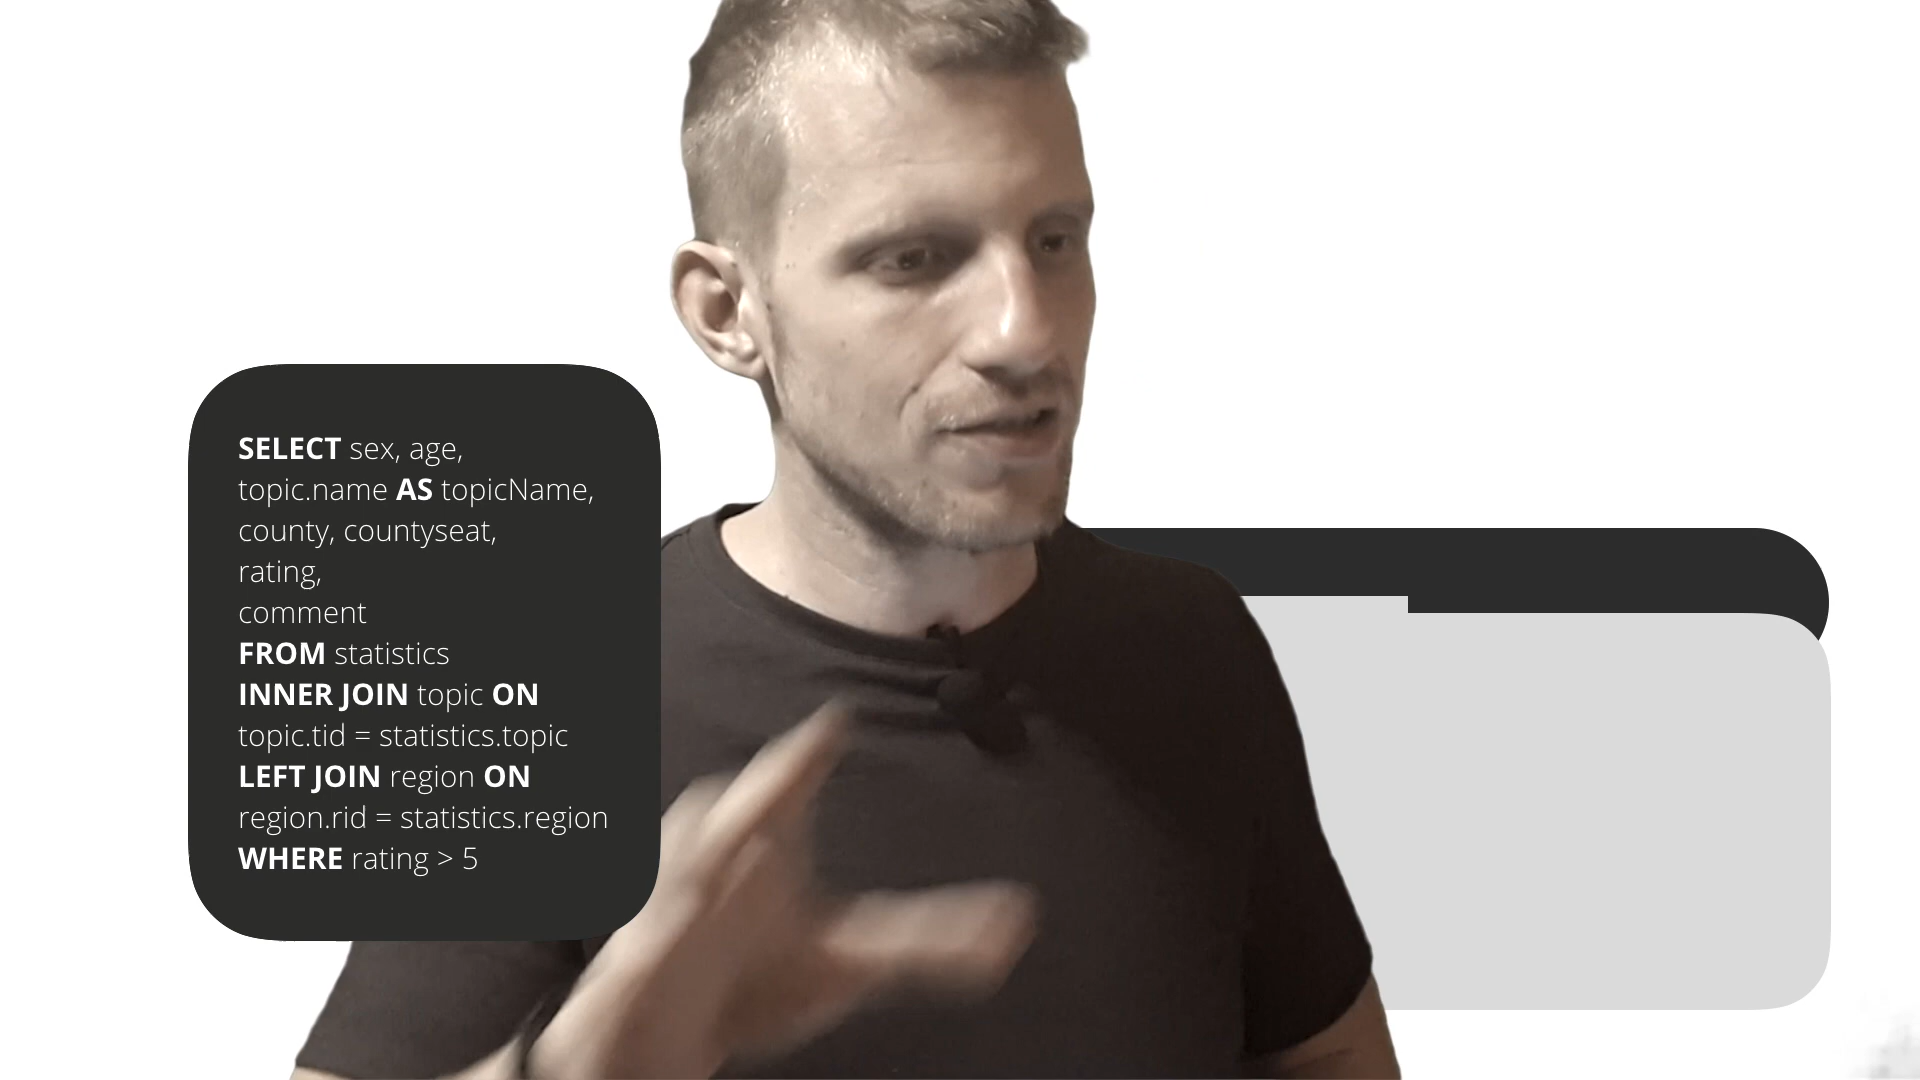 SELECT sex, age,
topic.name AS topicName,
county, countyseat,
rating,
comment
FROM statistics
INNER JOIN topic ON
topic.tid = statistics.topic
LEFT JOIN region ON
region.rid = statistics.region
WHERE rating > 5